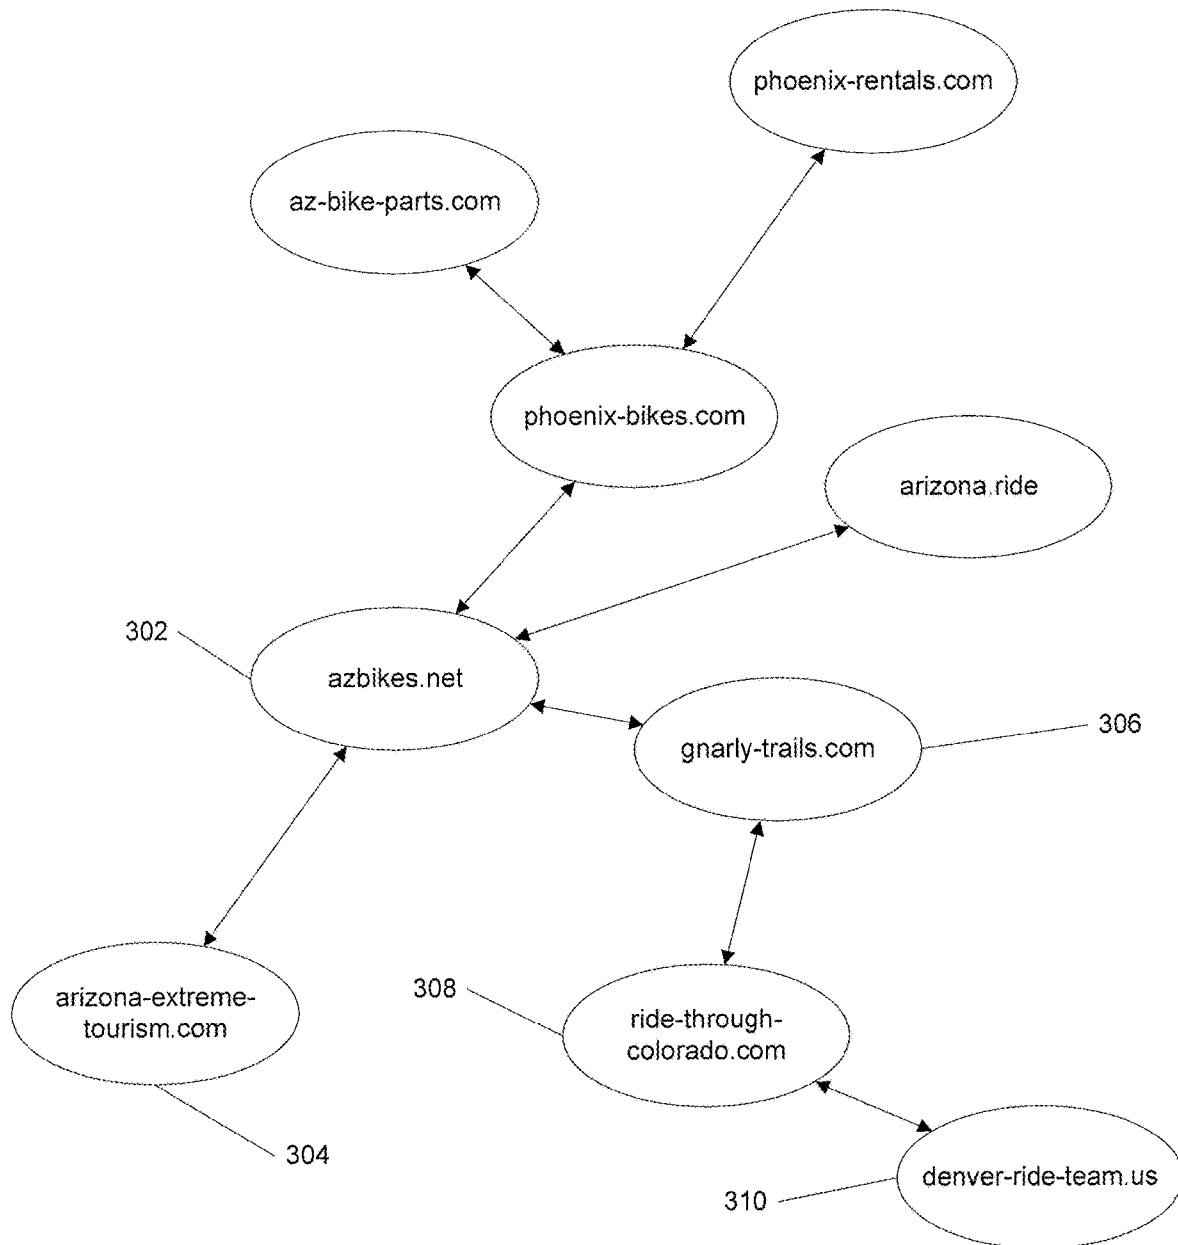 phoenix-rentals.com
az-bike-parts.com
phoenix-bikes.com
arizona.ride
302
azbikes.net
306
gnarly-trails.com
arizona-extreme-
tourism.com
308
ride-through-
colorado.com
304
denver-ride-team.us
310